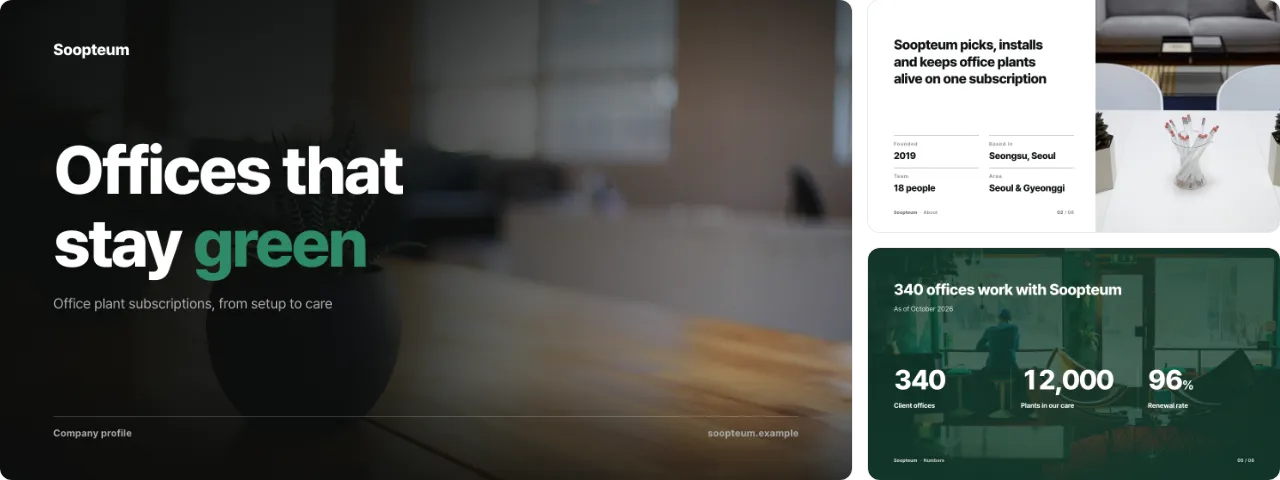 Soopteum
Offices that
stay green
Office plant subscriptions, from setup to care
Company profile
soopteum.example
Soopteum picks, installs
and keeps office plants
alive on one subscription
Founded
2019
Based in
Seongsu, Seoul
Team
18 people
Area
Seoul & Gyeonggi
Soopteum · About
02 / 05
340 offices work with Soopteum
As of October 2026
340
Client offices
12,000
Plants in our care
96%
Renewal rate
Soopteum · Numbers